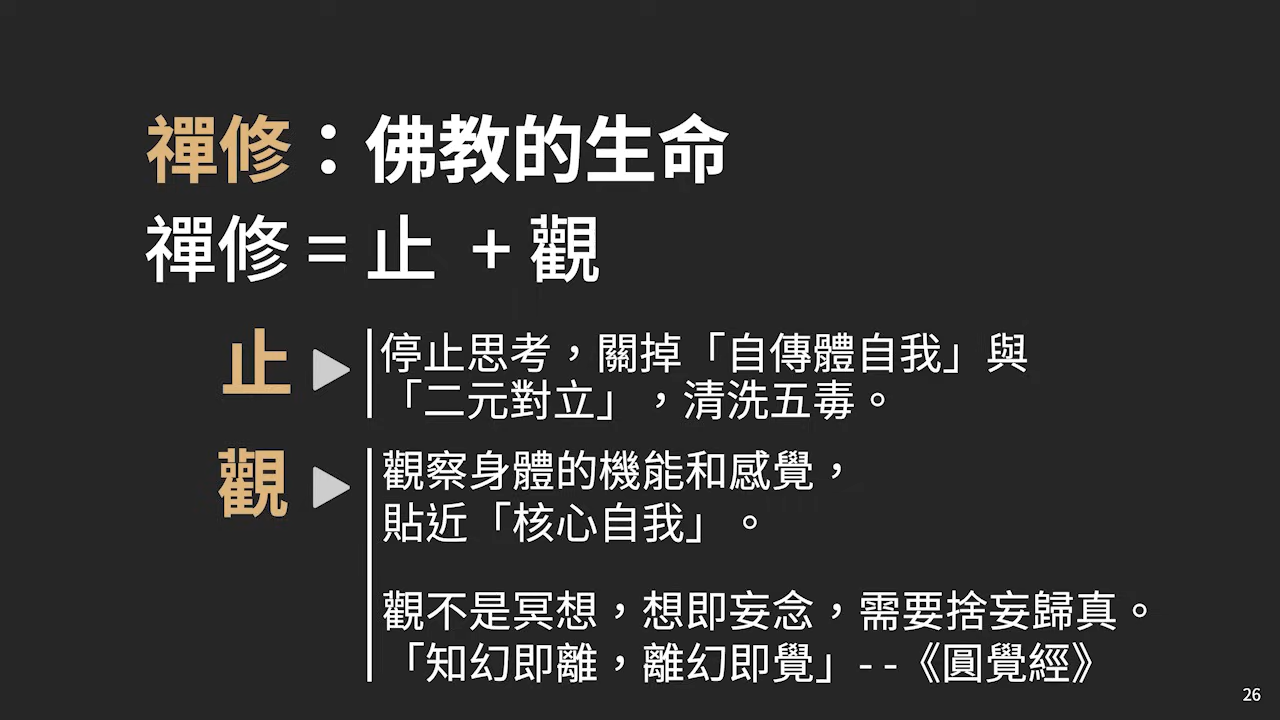 禪修：佛教的生命
禪修 = 止 + 觀
止
停止思考，關掉「自傳體自我」與
「二元對立」，清洗五毒。
觀
觀察身體的機能和感覺，
貼近「核心自我」。
觀不是冥想，想即妄念，需要捨妄歸真。
「知幻即離，離幻即覺」- -《圓覺經》
26